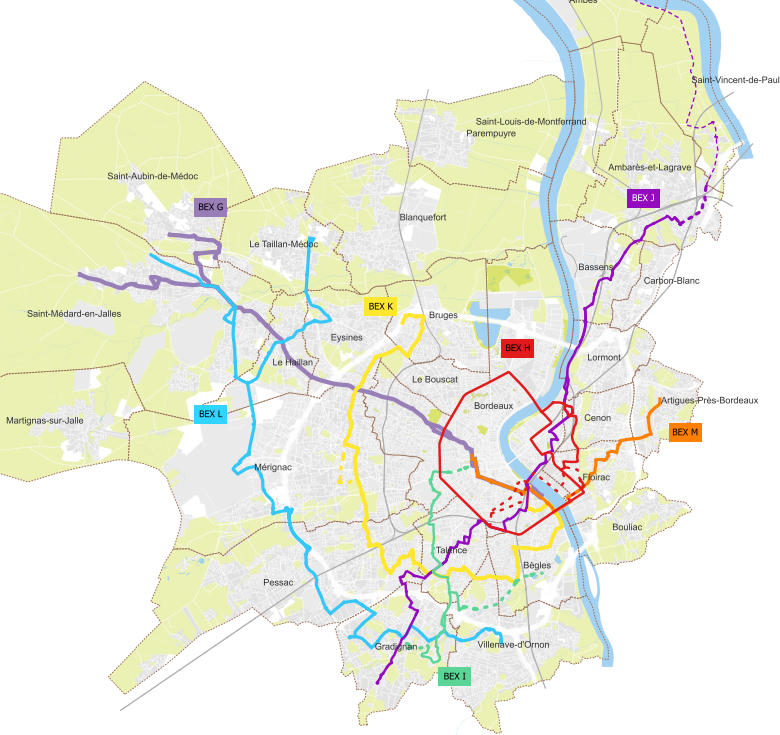 Ambès
Saint-Vincent-de-Paul
Saint-Louis-de-Montferrand
Parempuyre
Ambarès-et-Lagrave
Saint-Aubin-de-Médoc
BEX J
BEX G
Blanquefort
Le Taillan-Médoc
Bassens
Carbon-Blanc
BEX K
Saint-Médard-en-Jalles
Bruges
Eysines
BEX H
Lormont
Le Haillan
Le Bouscat
Artigues-Près-Bordeaux
Bordeaux
BEX L
Cenon
Martignas-sur-Jalle
BEX M
Mérignac
Floirac
Bouliac
Talence
Bègles
Pessac
Gradignan
Villenave-d'Ornon
BEX I